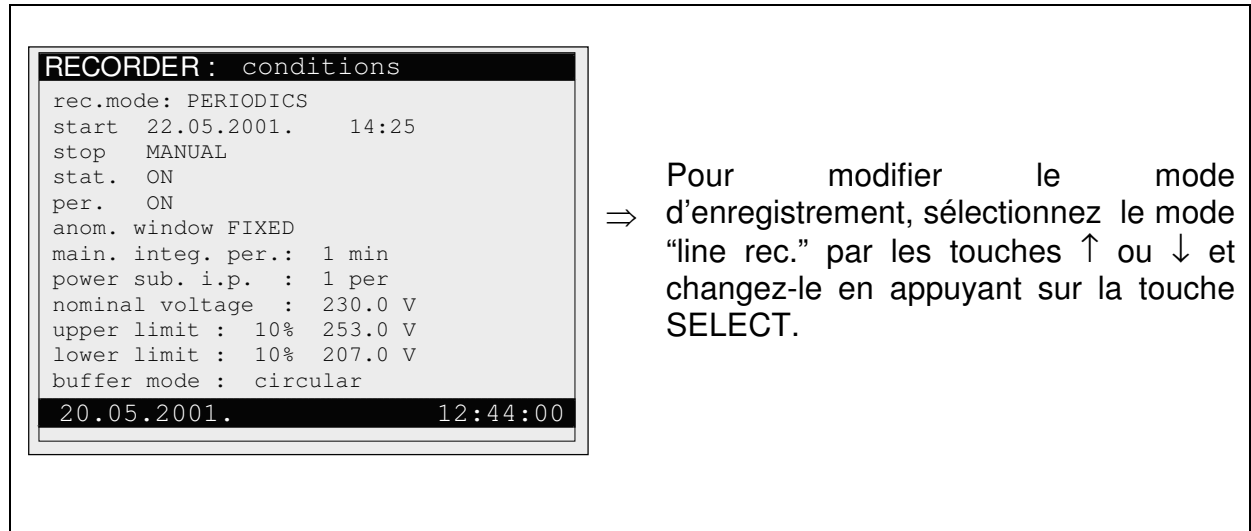 RECORDER : conditions
rec.mode: PERIODICS
start 22.05.2001. 14:25
stop MANUAL
stat. ON
per. ON
anom. window FIXED
main. integ. per.: 1 min
power sub. i.p. : 1 per
nominal voltage : 230.0 V
upper limit : 10% 253.0 V
lower limit : 10% 207.0 V
buffer mode : circular
20.05.2001. 12:44:00
⇒ Pour modifier le mode
d'enregistrement, sélectionnez le mode
“line rec.” par les touches ↑ ou ↓ et
changez-le en appuyant sur la touche
SELECT.